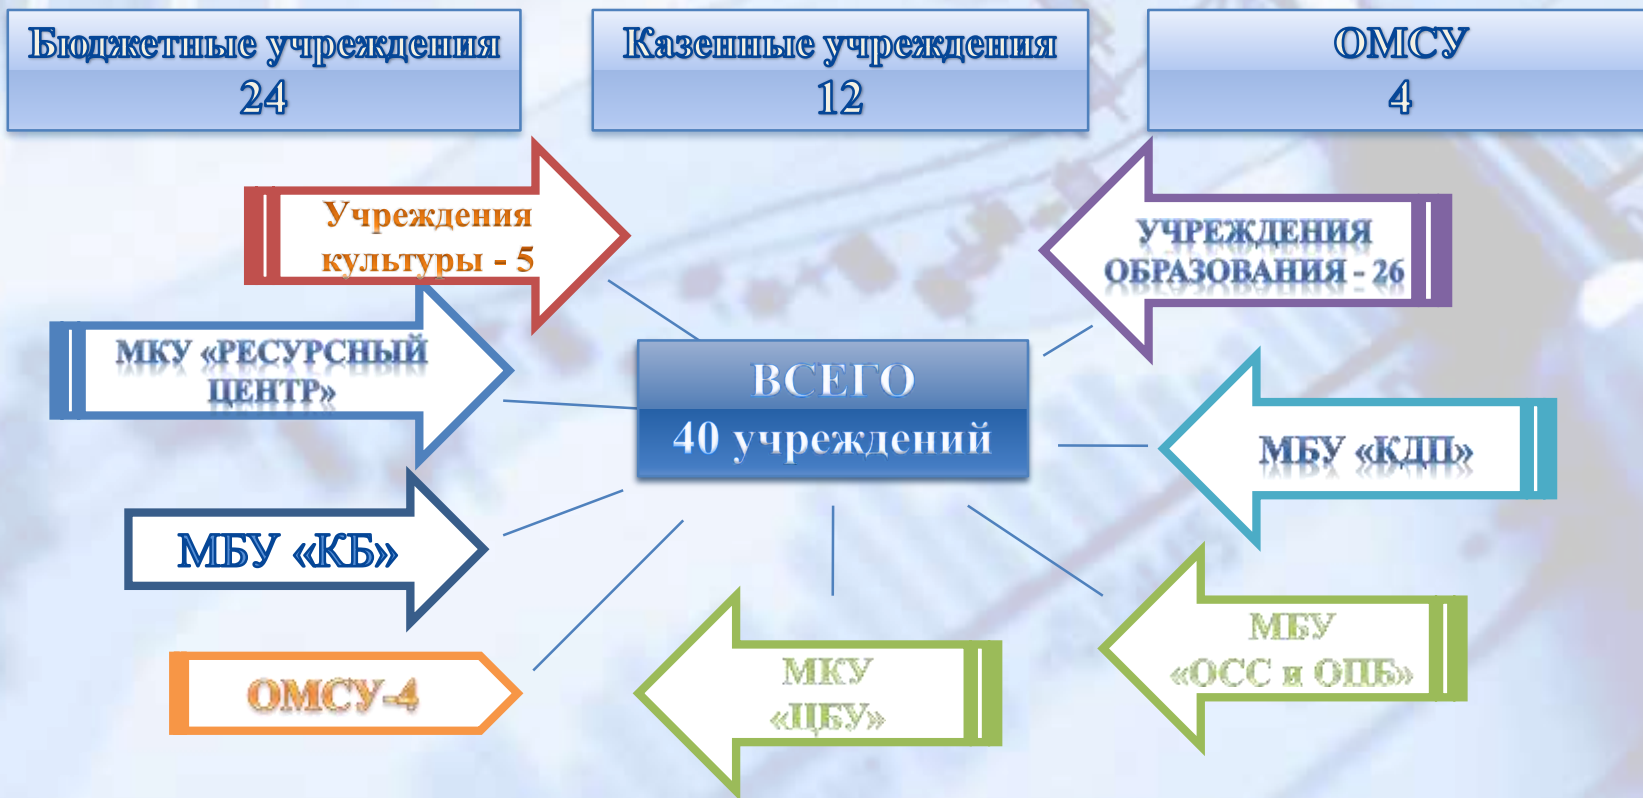 Бюджетные учреждения
24
Казенные учреждения
12
ОМСУ
4
Учреждения
культуры - 5
УЧРЕЖДЕНИЯ
ОБРАЗОВАНИЯ - 26
МКУ «РЕСУРСНЫЙ
ЦЕНТР»
ВСЕГО
40 учреждений
МБУ «КДП»
МБУ «КБ»
МБУ
«ОСС и ОПБ»
ОМСУ-4
МКУ
«ЦБУ»